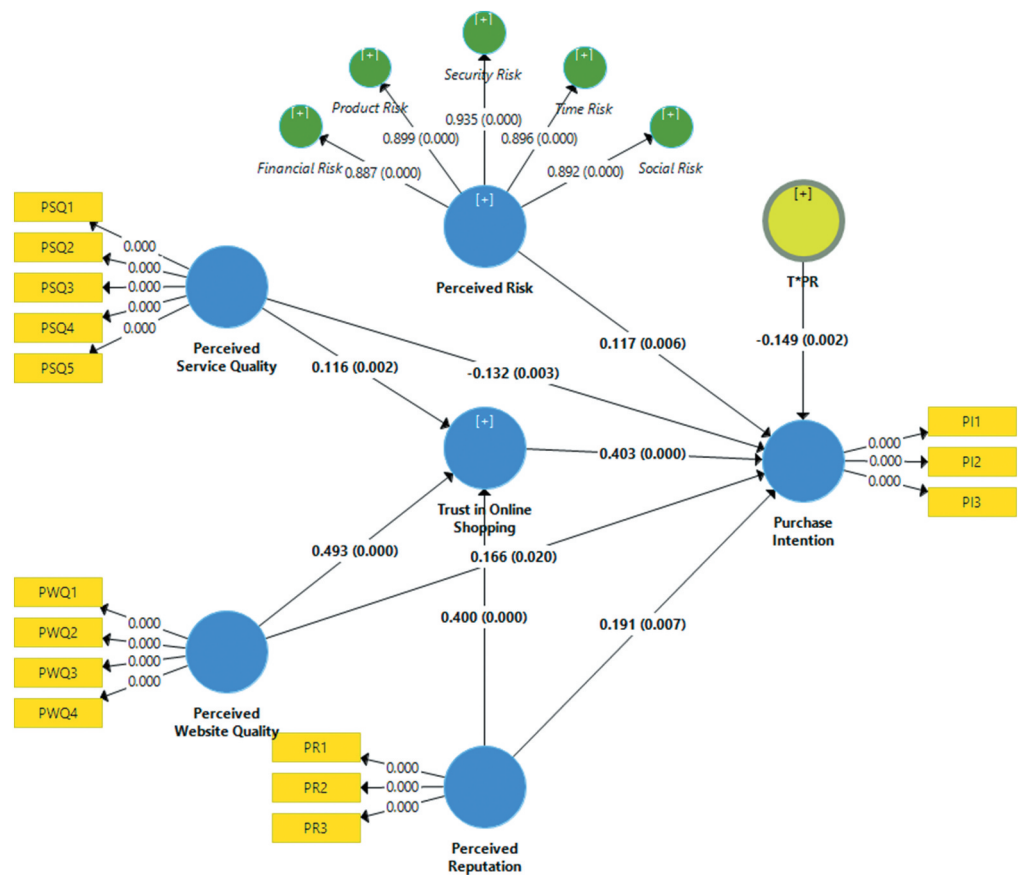 [+]
Security Risk
[+]
Product Risk
[+]
Time Risk
[+]
Financial Risk
[+]
Social Risk
0.935 (0.000)
0.899 (0.000)
0.896 (0.000)
0.887 (0.000)
0.892 (0.000)
[+]
Perceived Risk
[+]
T*PR
PSQ1
PSQ2
PSQ3
PSQ4
PSQ5
0.000
0.000
0.000
0.000
0.000
Perceived
Service Quality
0.116 (0.002)
-0.132 (0.003)
0.117 (0.006)
-0.149 (0.002)
[+]
Trust in Online
Shopping
0.403 (0.000)
PI1
PI2
PI3
0.000
0.000
0.000
Purchase
Intention
0.493 (0.000)
0.166 (0.020)
0.400 (0.000)
0.191 (0.007)
PWQ1
PWQ2
PWQ3
PWQ4
0.000
0.000
0.000
0.000
Perceived
Website Quality
PR1
PR2
PR3
0.000
0.000
0.000
Perceived
Reputation